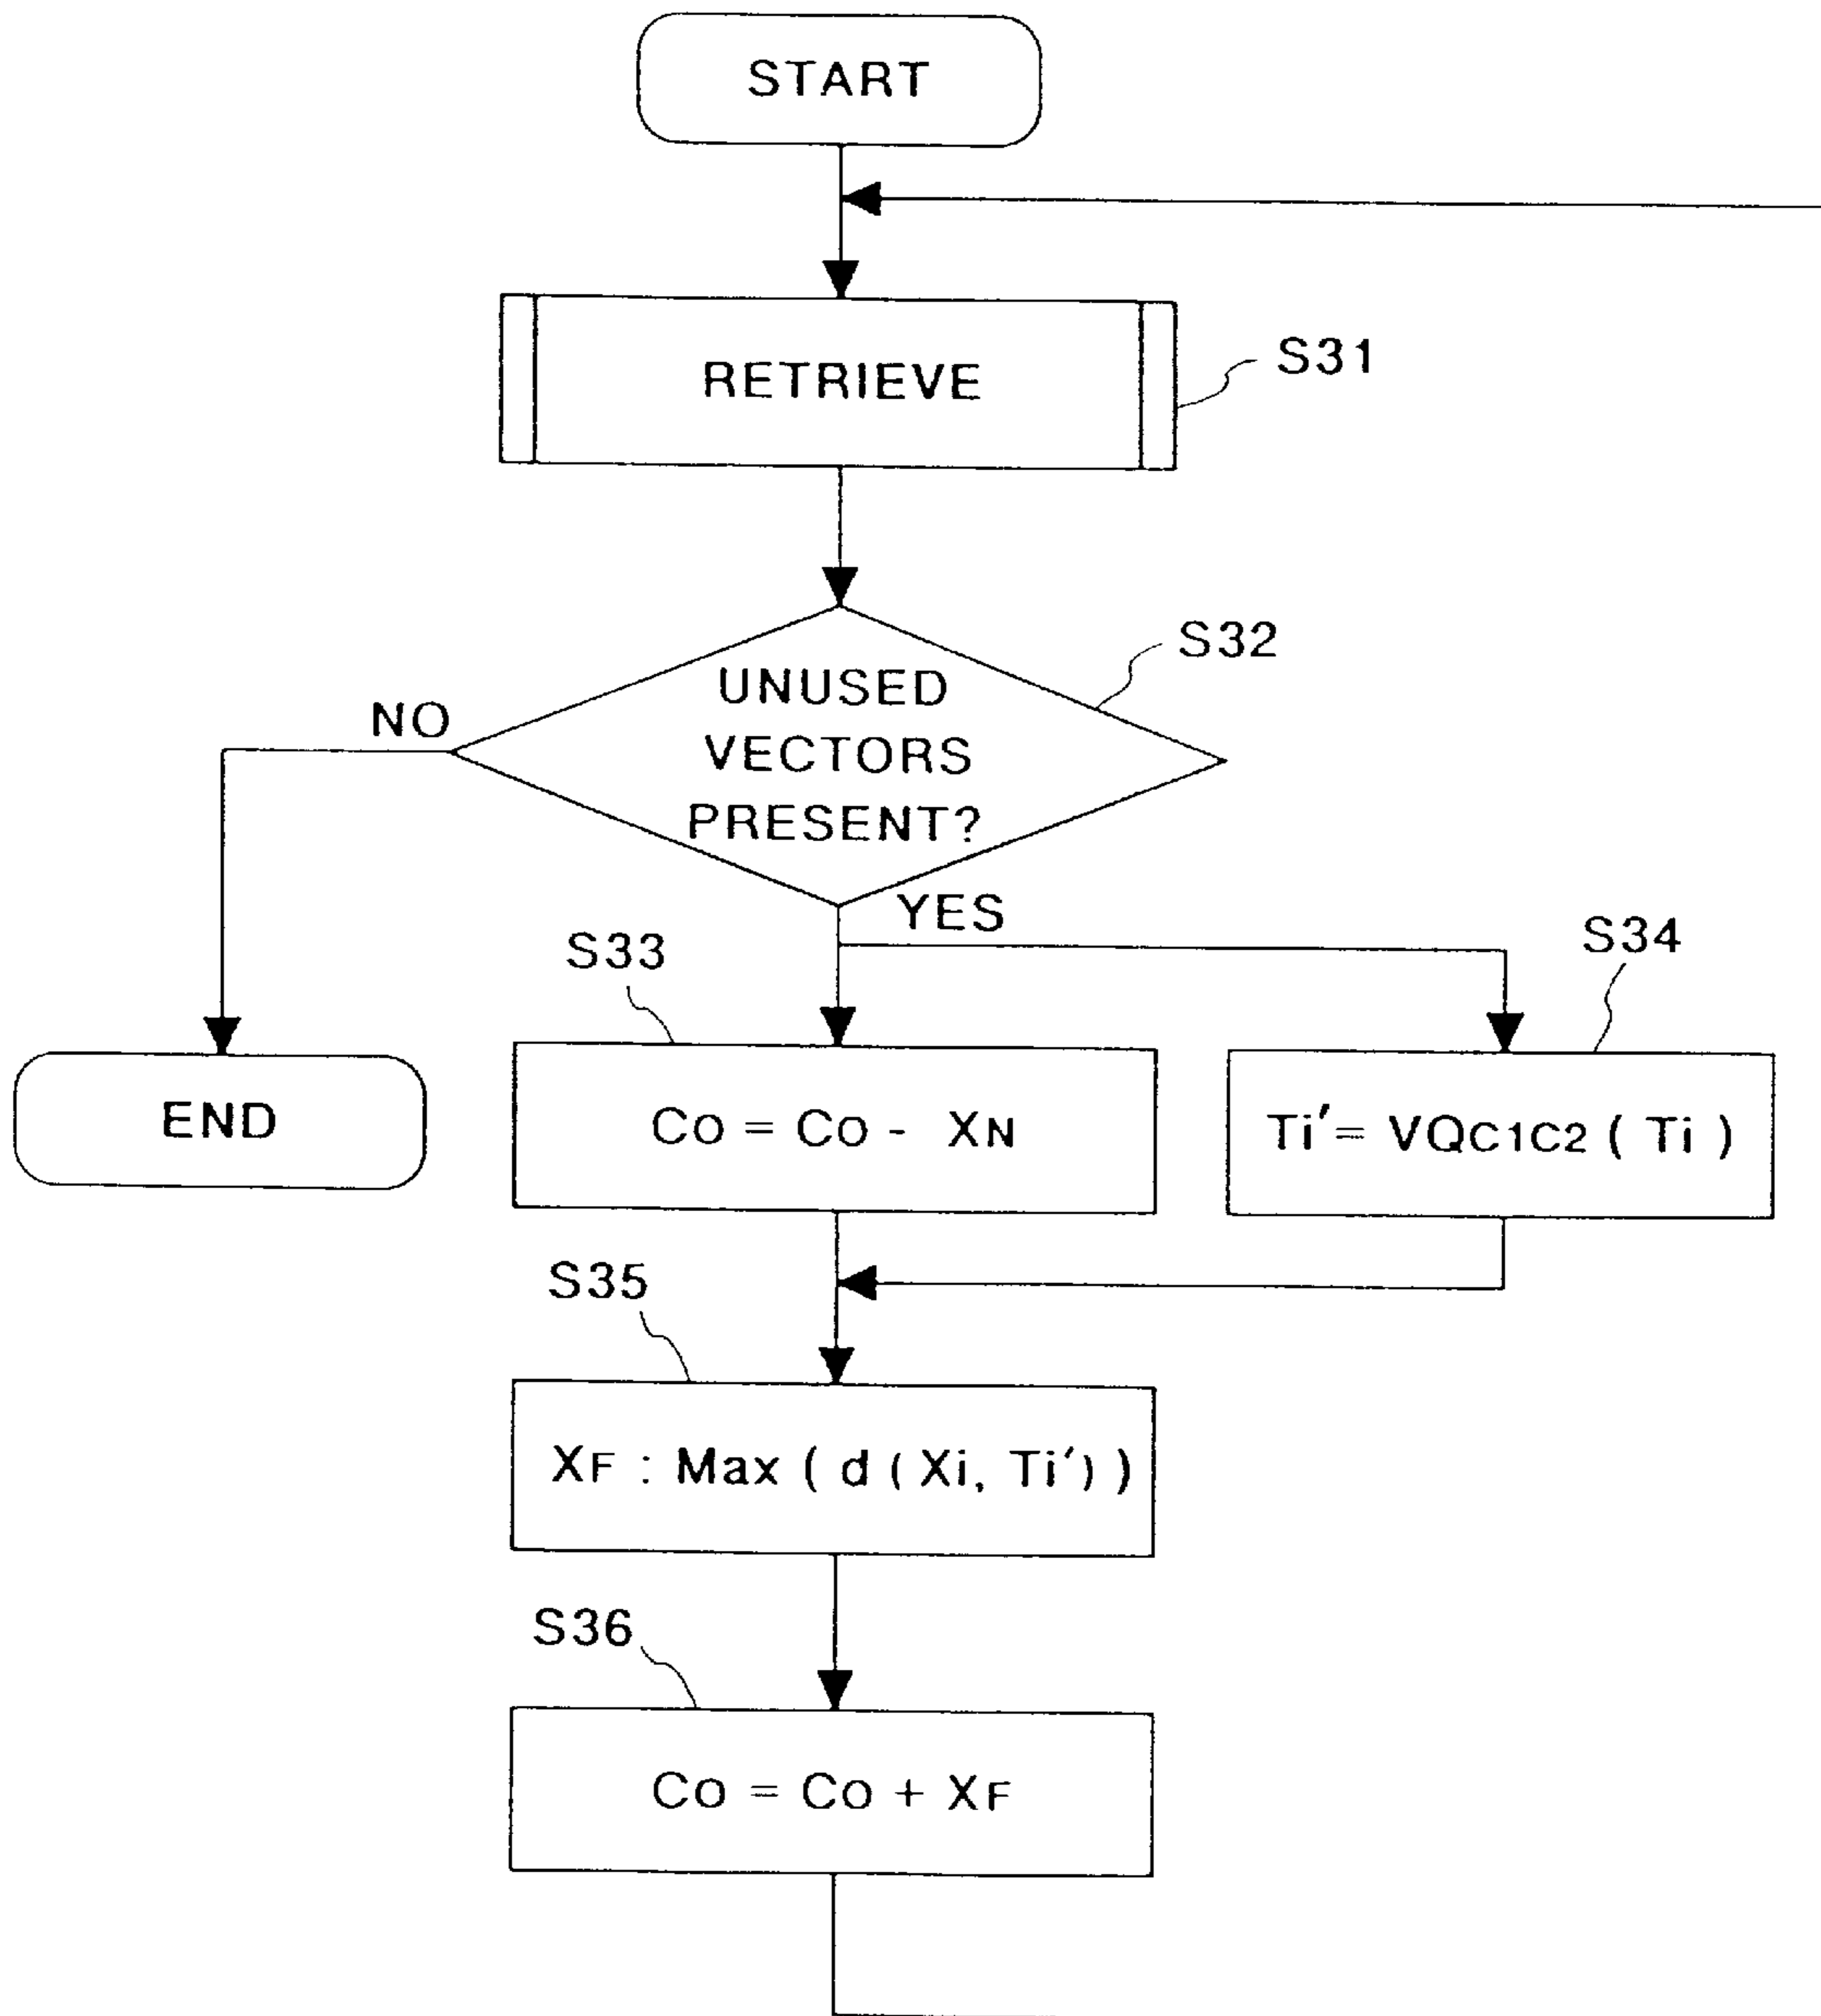 START
RETRIEVE
S31
S32
UNUSED
VECTORS
PRESENT?
NO
YES
S33
S34
END
Co = Co - XN
Ti′= VQC1C2 ( Ti )
S35
XF : Max ( d ( Xi, Ti′) )
S36
Co = Co + XF